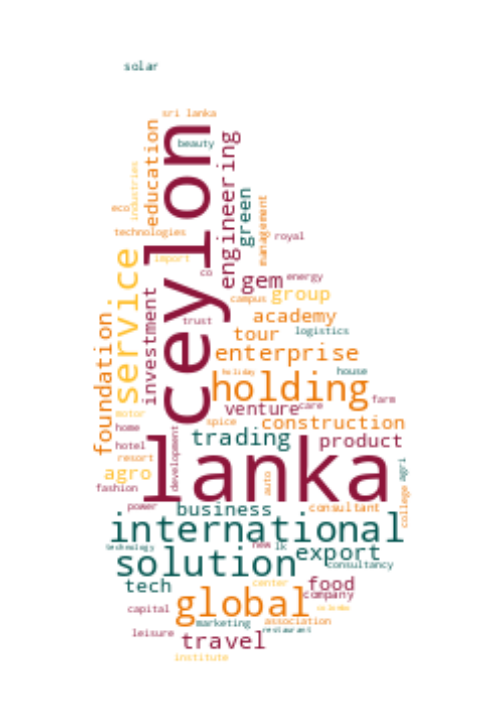 solar
sri lanka
beauty
education
industries
ceylon
engineering
eco
green
management
technologies
royal
import
co
gem
energy
service
investment
campus
group
trust
academy
tour
logistics
foundation
enterprise
holiday
house
holding
care
farm
venture
motor
spice
construction
home
trading
product
hotel
development
lanka
resort
agro
auto
agri
fashion
college
power
business
consultant
international
technology
new
lk
export
solution
consultancy
tech
center
food
company
global
capital
colombo
marketing
association
leisure
restaurant
travel
institute